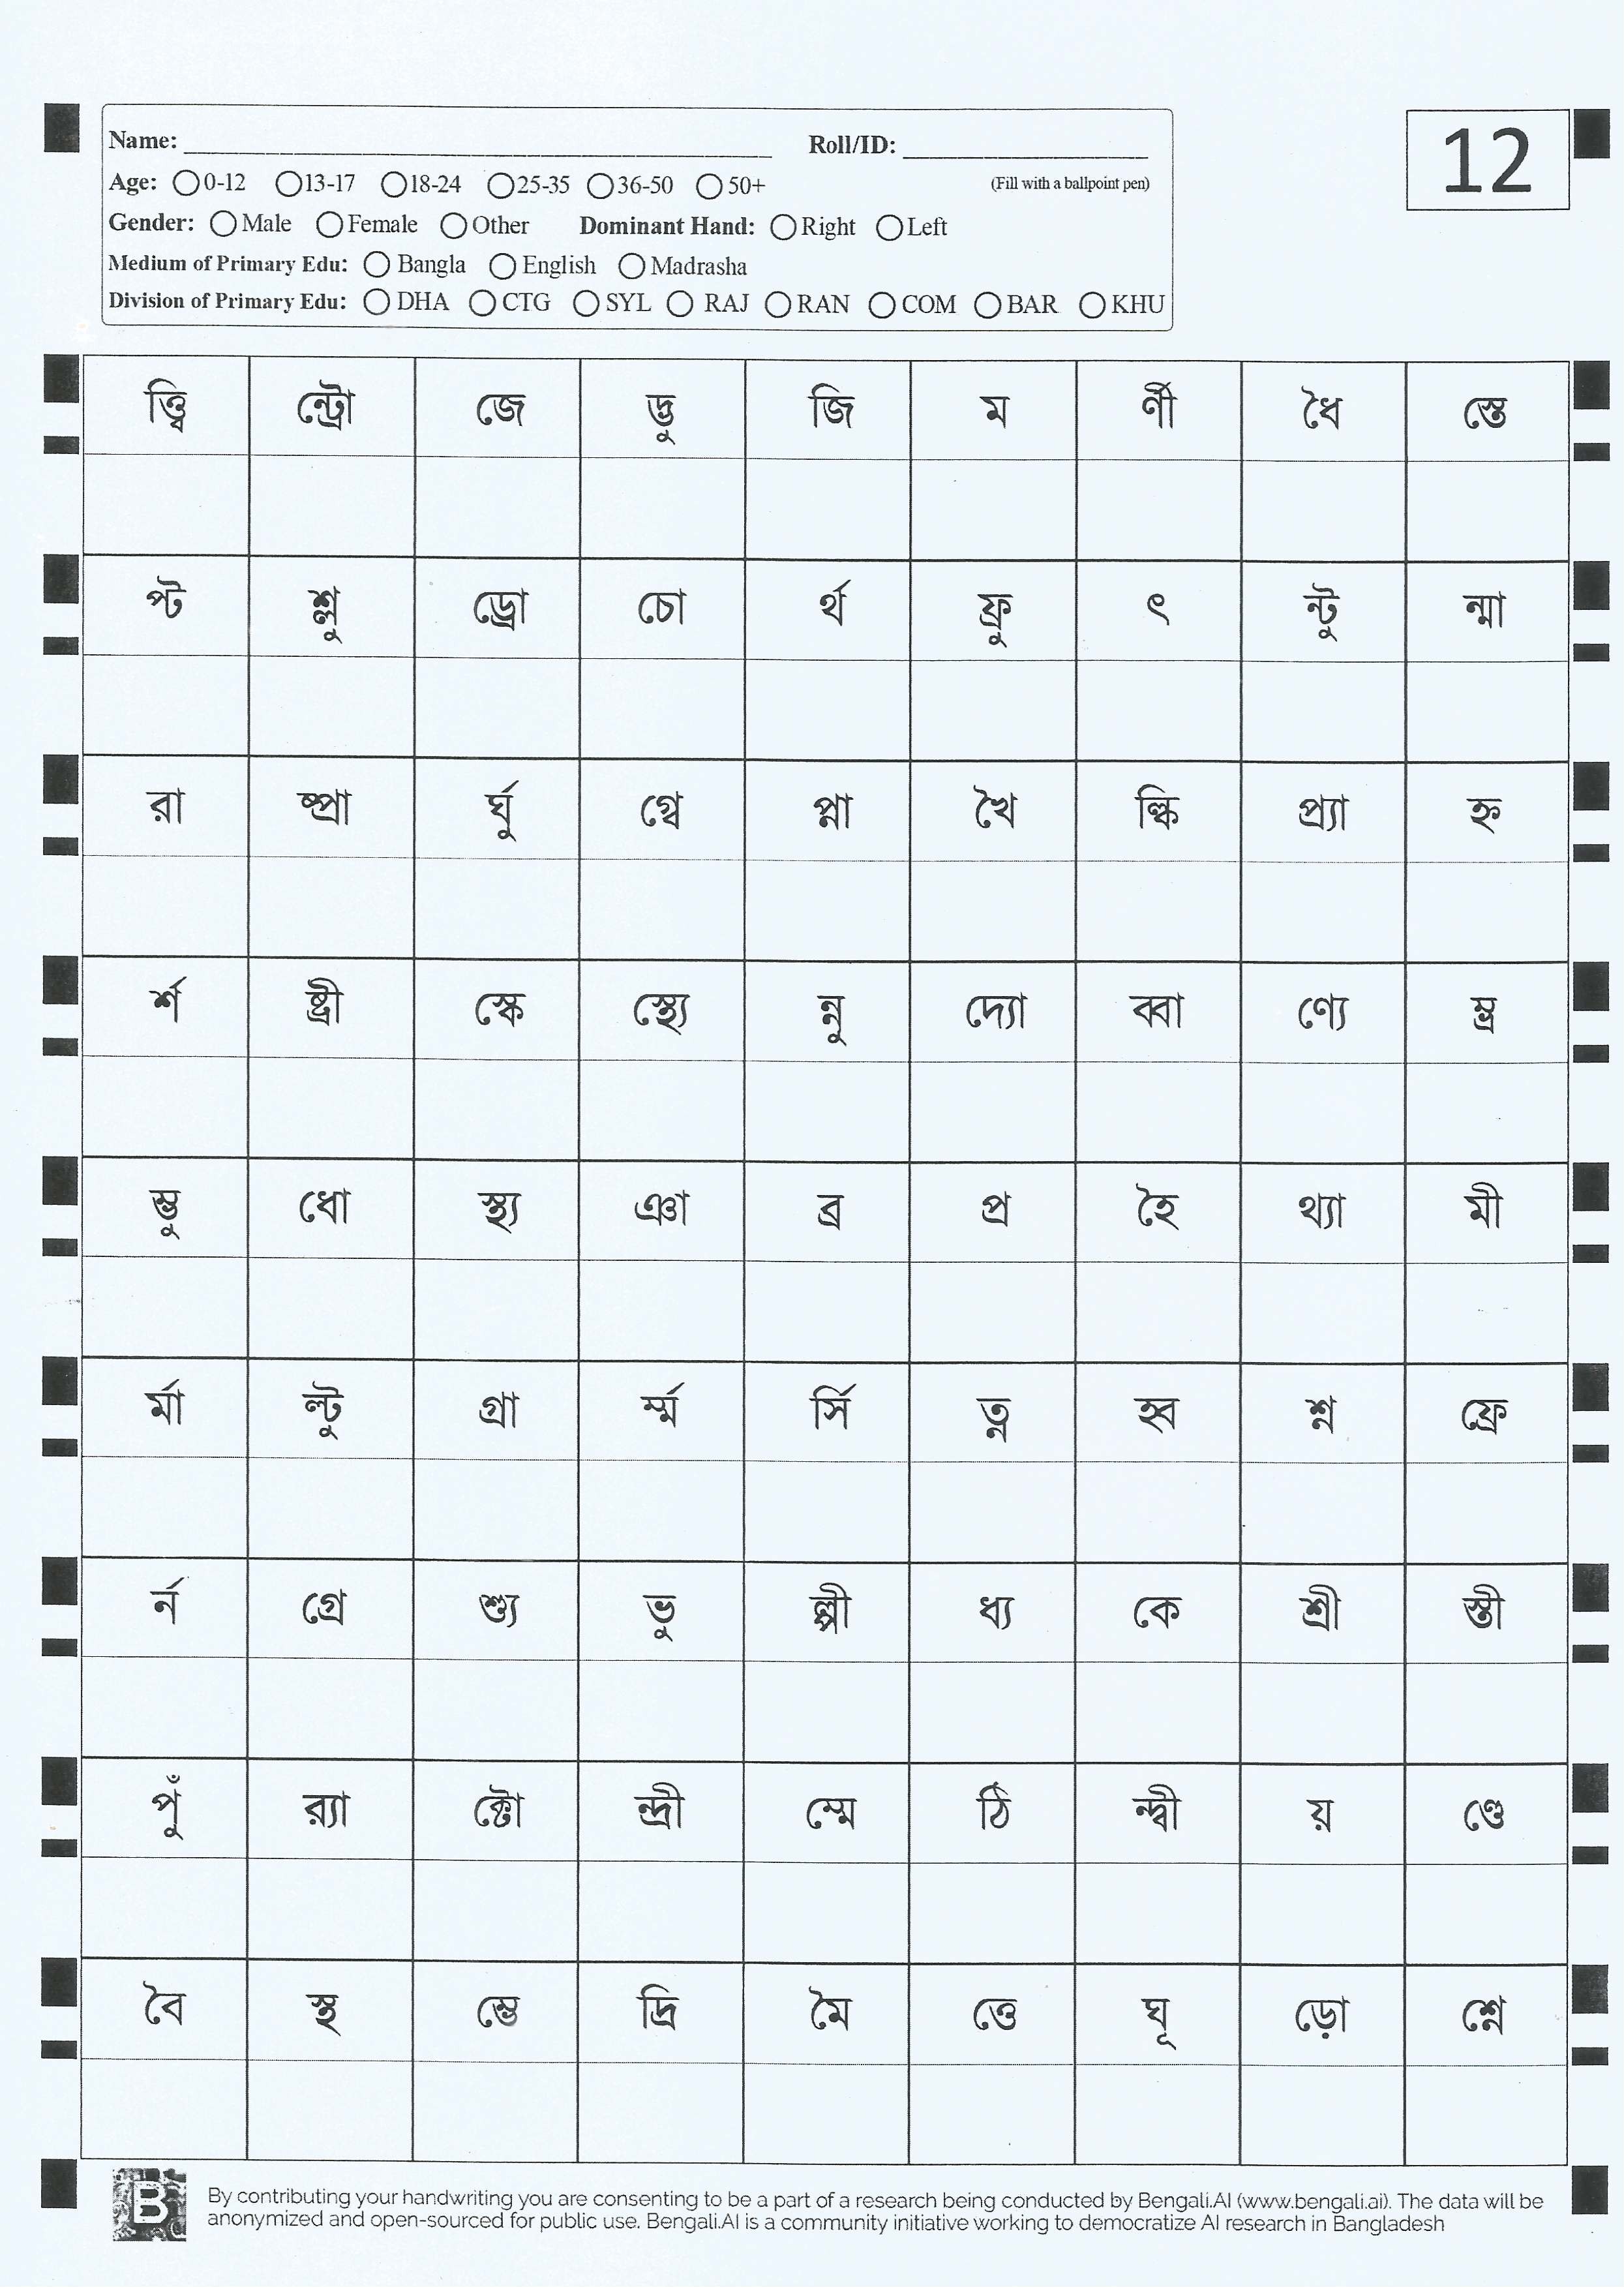 12
Name: Roll/ID:
Age: 0-12 13-17 18-24 25-35 36-50 50+ (Fill with a ballpoint pen)
Gender: Male Female Other Dominant Hand: Right Left
Medium of Primary Edu: Bangla English Madrasha
Division of Primary Edu: DHA CTG SYL RAJ RAN COM BAR KHU
ত্ত্বি ন্ট্রো জে দ্ভু জি ম র্ণী ধৈ স্তে
প্ট শ্লু ড্রো চো র্থ ফ্রু ৎ ন্টু ন্মা
রা ষ্প্রা র্ঘু গ্বে প্লা খৈ ল্কি প্র্যা হ্ন
র্শ ষ্ট্রী স্কে স্থ্যে ন্নু দ্যো ব্বা ণ্যে ম্ভ্র
ম্ভু ধো স্থ্য ঞা ব্র প্র হৈ থ্যা মী
র্মা ল্টু গ্রা র্ম্ম র্সি ত্ন হ্ব শ্ন ফ্রে
র্ন গ্রে শ্যু ভু ল্পী ধ্য কে শ্রী স্তী
পুঁ র‍্যা ক্টো ন্দ্রী ম্মে ঠি ন্দ্বী য় ণ্ডে
বৈ স্থ ম্ভে দ্রি মৈ ত্তে ঘূ ড়ো শ্নে
B By contributing your handwriting you are consenting to be a part of a research being conducted by Bengali.AI (www.bengali.ai). The data will be
anonymized and open-sourced for public use. Bengali.AI is a community initiative working to democratize AI research in Bangladesh